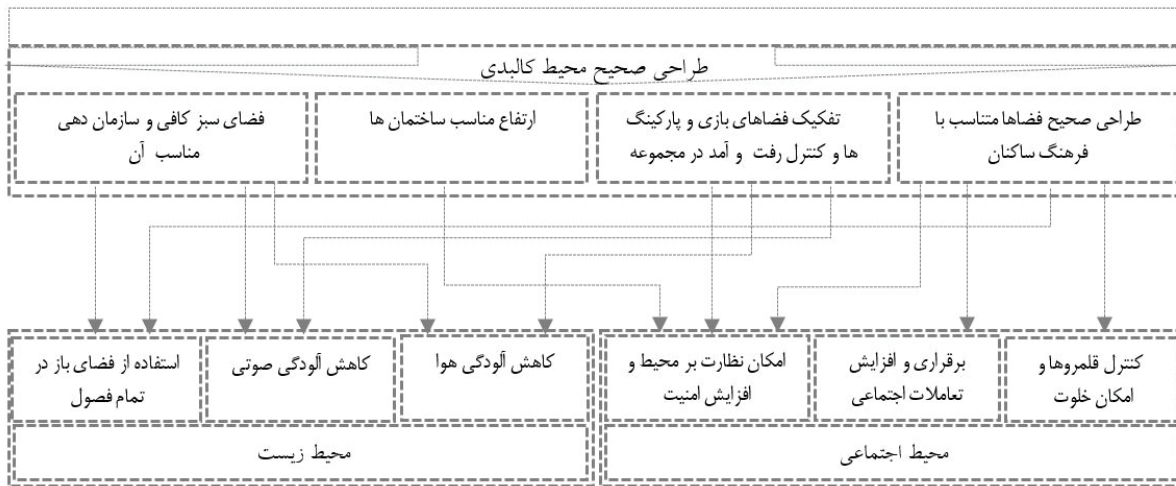 طراحی صحیح محیط کالبدی
طراحی صحیح فضاها متناسب با
فرهنگ ساکنان
تفکیک فضاهای بازی و پارکینگ
ها و کنترل رفت و آمد در مجموعه
ارتفاع مناسب ساختمان ها
فضای سبز کافی و سازمان دهی
مناسب آن
کنترل قلمروها و
امکان خلوت
برقراری و افزایش
تعاملات اجتماعی
امکان نظارت بر محیط و
افزایش امنیت
کاهش آلودگی هوا
کاهش آلودگی صوتی
استفاده از فضای باز در
تمام فصول
محیط اجتماعی
محیط زیست